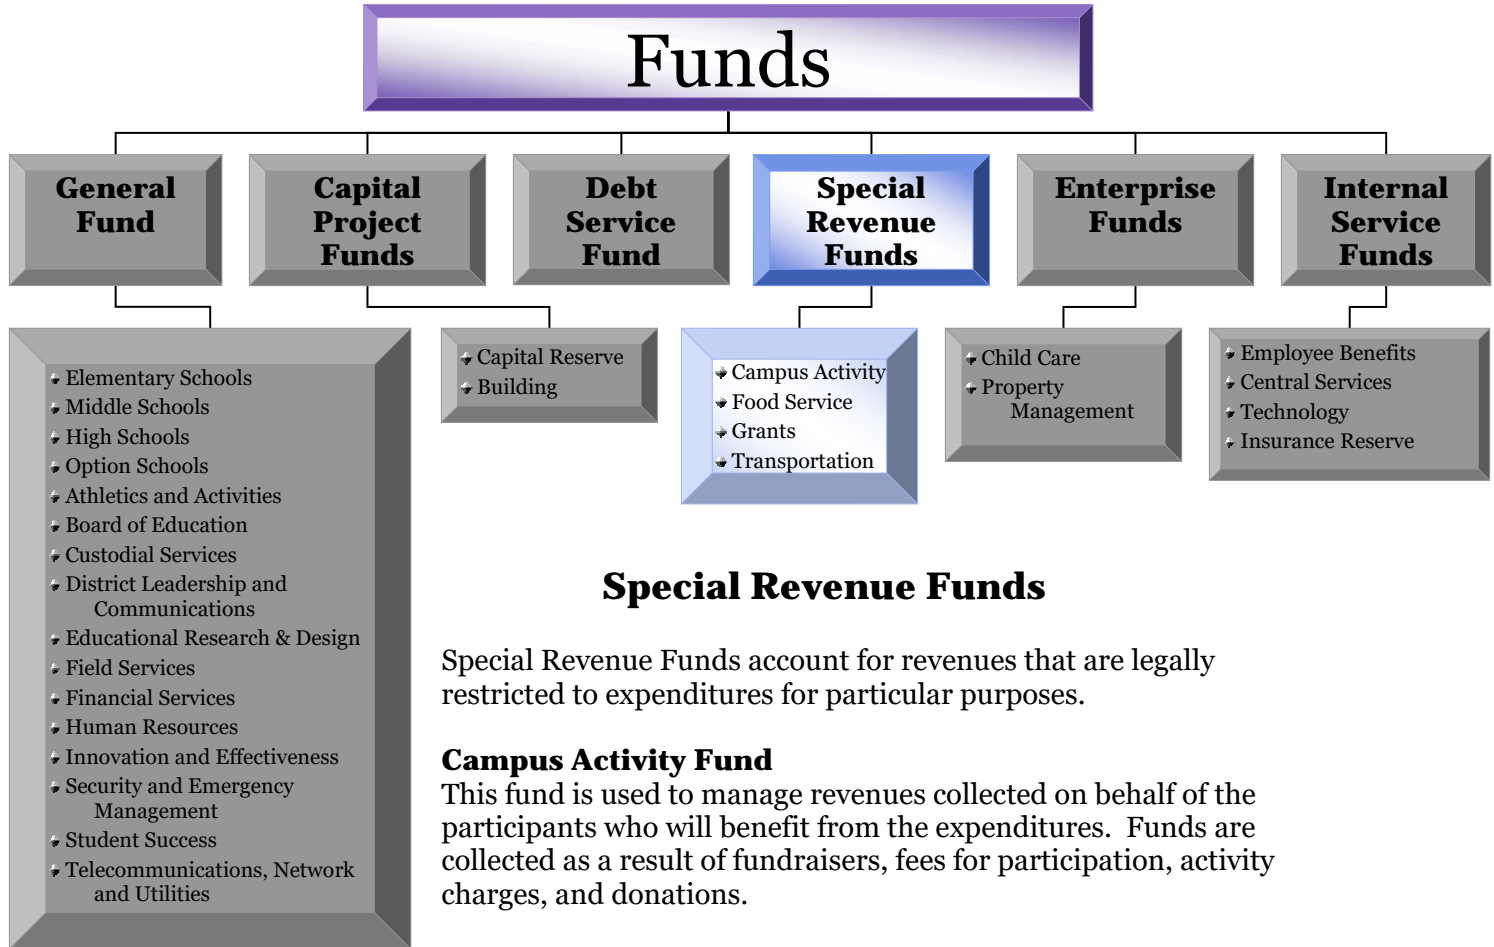 Funds
General
Fund
Capital
Project
Funds
Debt
Service
Fund
Special
Revenue
Funds
Enterprise
Funds
Internal
Service
Funds
Elementary Schools
Middle Schools
High Schools
Option Schools
Athletics and Activities
Board of Education
Custodial Services
District Leadership and
Communications
Educational Research & Design
Field Services
Financial Services
Human Resources
Innovation and Effectiveness
Security and Emergency
Management
Student Success
Telecommunications, Network
and Utilities
Capital Reserve
Building
Campus Activity
Food Service
Grants
Transportation
Child Care
Property
Management
Employee Benefits
Central Services
Technology
Insurance Reserve
Special Revenue Funds
Special Revenue Funds account for revenues that are legally
restricted to expenditures for particular purposes.
Campus Activity Fund
This fund is used to manage revenues collected on behalf of the
participants who will benefit from the expenditures.  Funds are
collected as a result of fundraisers, fees for participation, activity
charges, and donations.